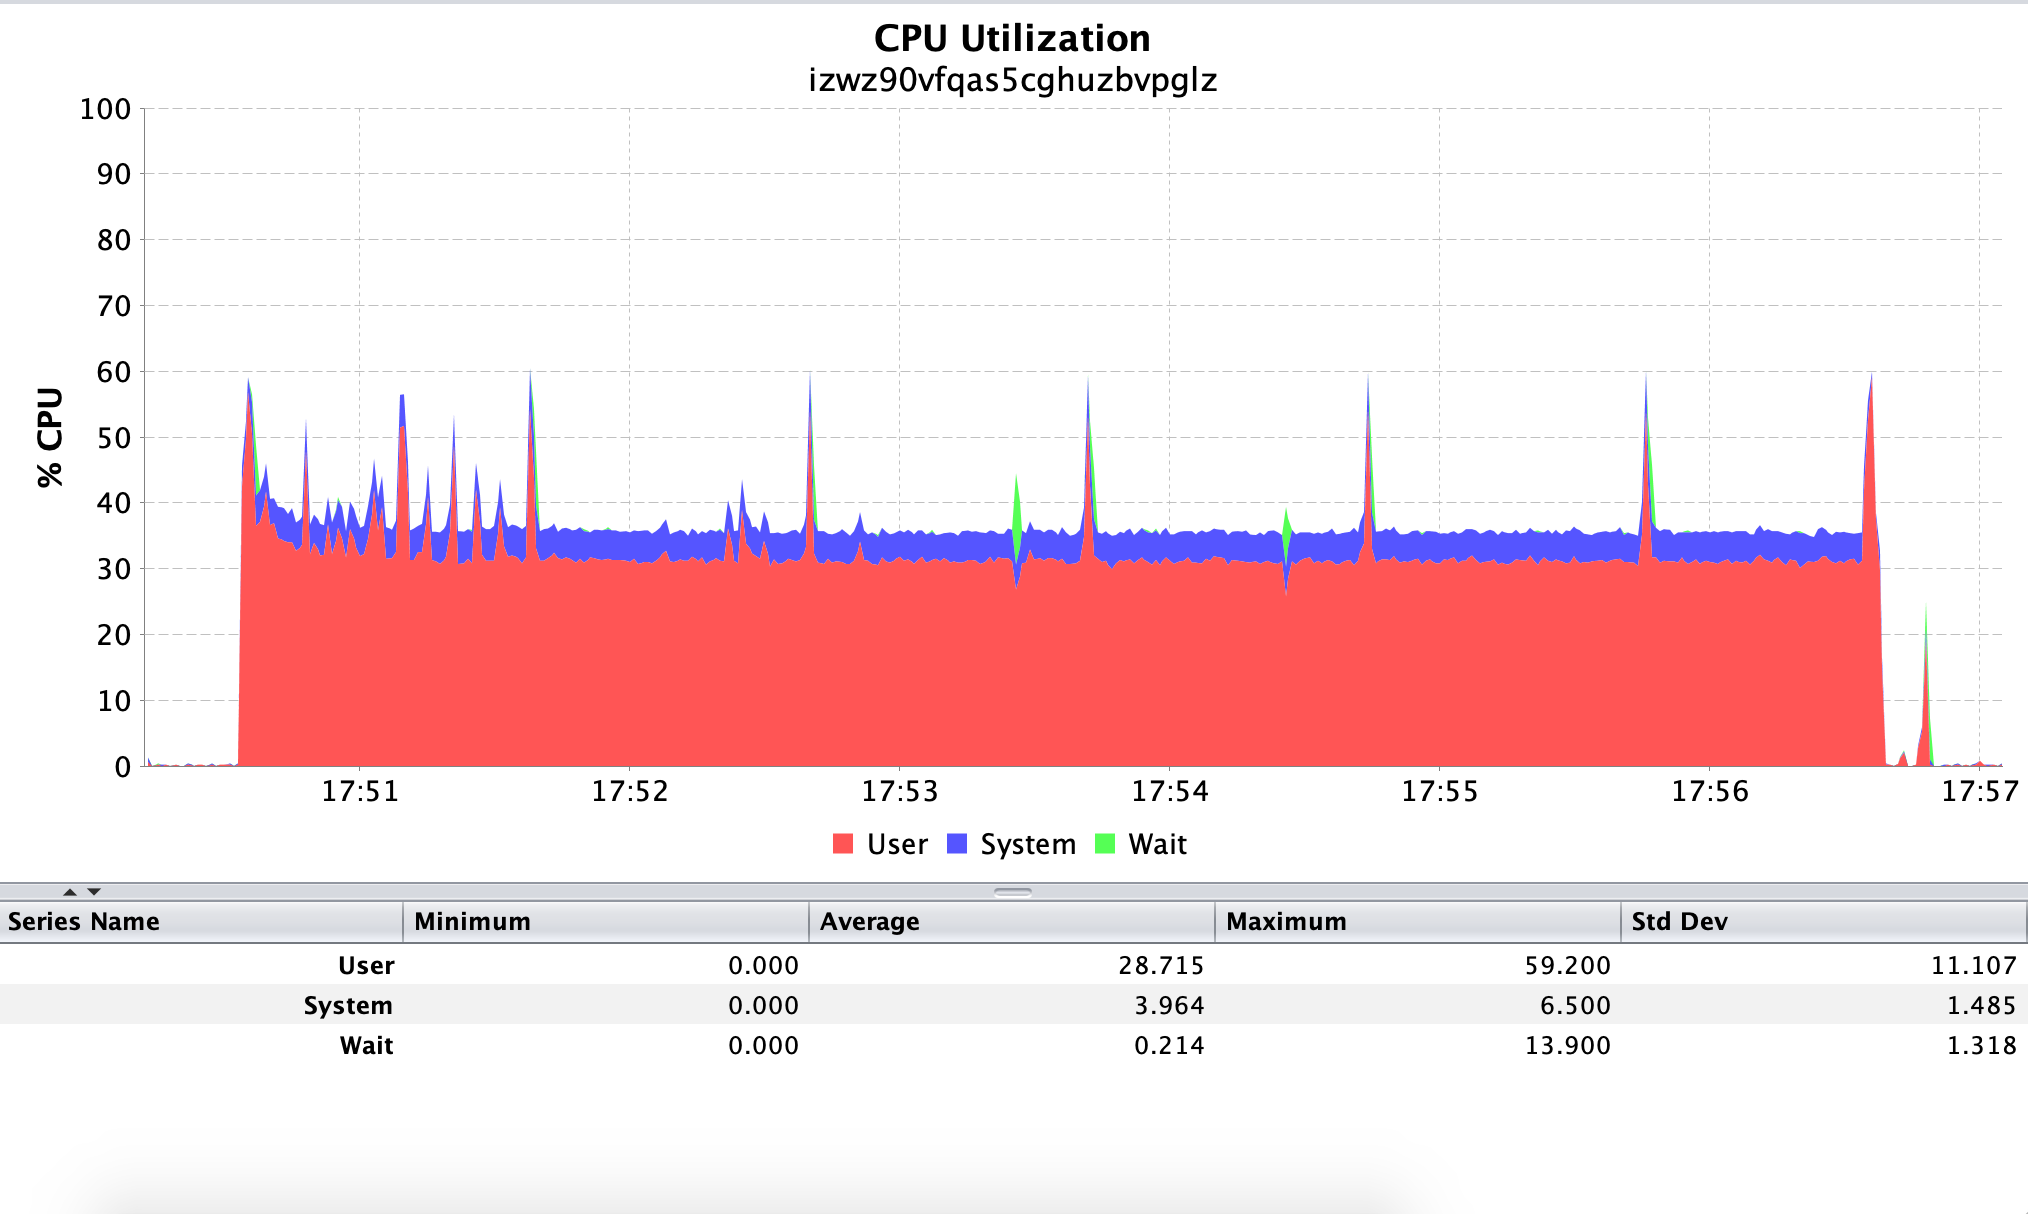 CPU Utilization
izwz90vfqas5cghuzbvpglz
100
90
80
70
60
50
40
30
20
10
0
% CPU
17:51 17:52 17:53 17:54 17:55 17:56 17:57
User System Wait
Series Name Minimum Average Maximum Std Dev
User 0.000 28.715 59.200 11.107
System 0.000 3.964 6.500 1.485
Wait 0.000 0.214 13.900 1.318